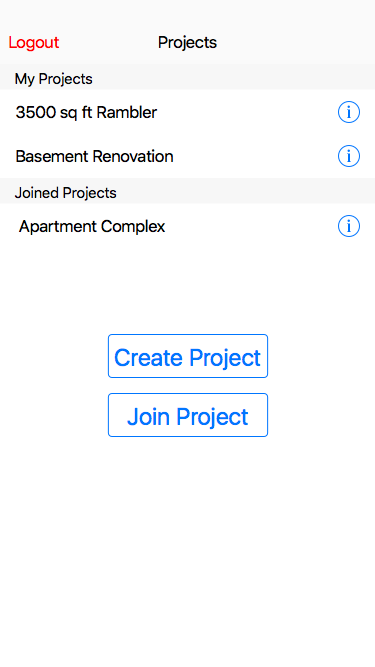 Logout Projects
My Projects
3500 sq ft Rambler
Basement Renovation
Joined Projects
Apartment Complex
Create Project
Join Project